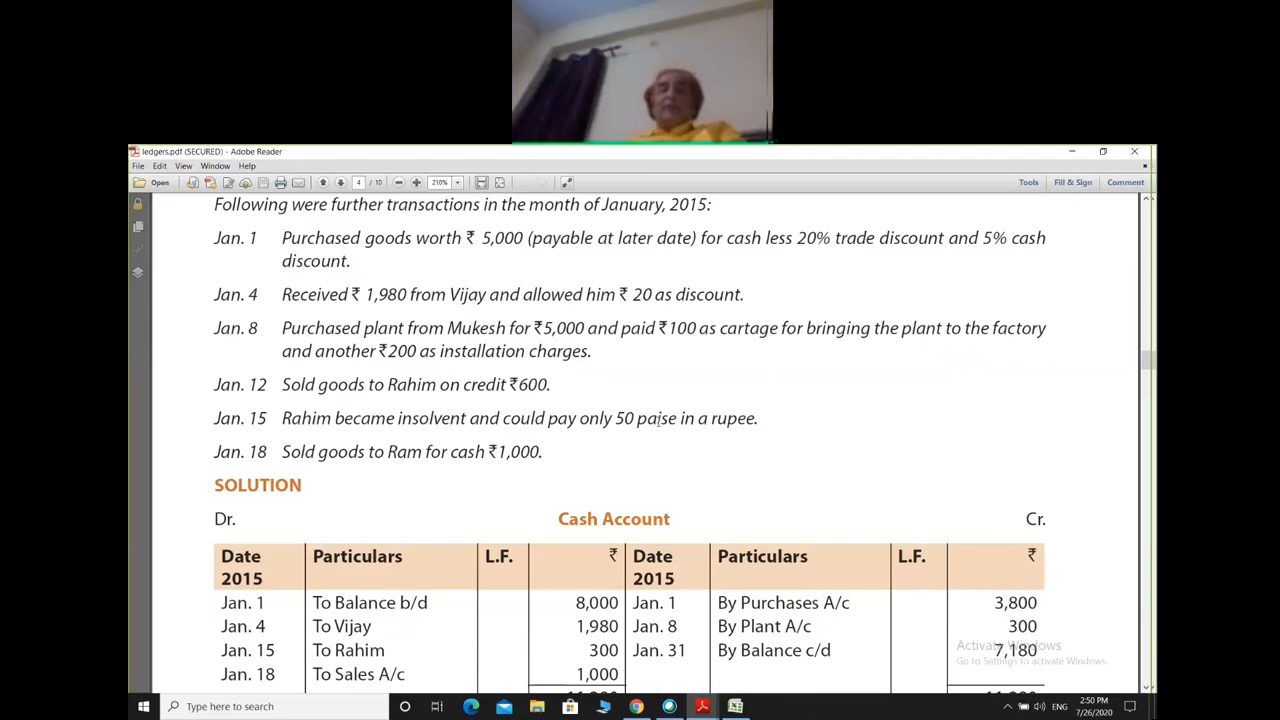 ledgers.pdf (SECURED) - Adobe Reader
File Edit View Window Help
Open 4 / 10 210% Tools Fill & Sign Comment
Following were further transactions in the month of January, 2015:
Jan. 1 Purchased goods worth ₹ 5,000 (payable at later date) for cash less 20% trade discount and 5% cash
discount.
Jan. 4 Received ₹ 1,980 from Vijay and allowed him ₹ 20 as discount.
Jan. 8 Purchased plant from Mukesh for ₹5,000 and paid ₹100 as cartage for bringing the plant to the factory
and another ₹200 as installation charges.
Jan. 12 Sold goods to Rahim on credit ₹600.
Jan. 15 Rahim became insolvent and could pay only 50 paise in a rupee.
Jan. 18 Sold goods to Ram for cash ₹1,000.
SOLUTION
Dr. Cash Account Cr.
Date Particulars L.F. ₹ Date Particulars L.F. ₹
2015 2015
Jan. 1 To Balance b/d 8,000 Jan. 1 By Purchases A/c 3,800
Jan. 4 To Vijay 1,980 Jan. 8 By Plant A/c 300
Jan. 15 To Rahim 300 Jan. 31 By Balance c/d 7,180
Jan. 18 To Sales A/c 1,000
Activate Windows
Go to Settings to activate Windows.
Type here to search ENG 2:50 PM
7/26/2020